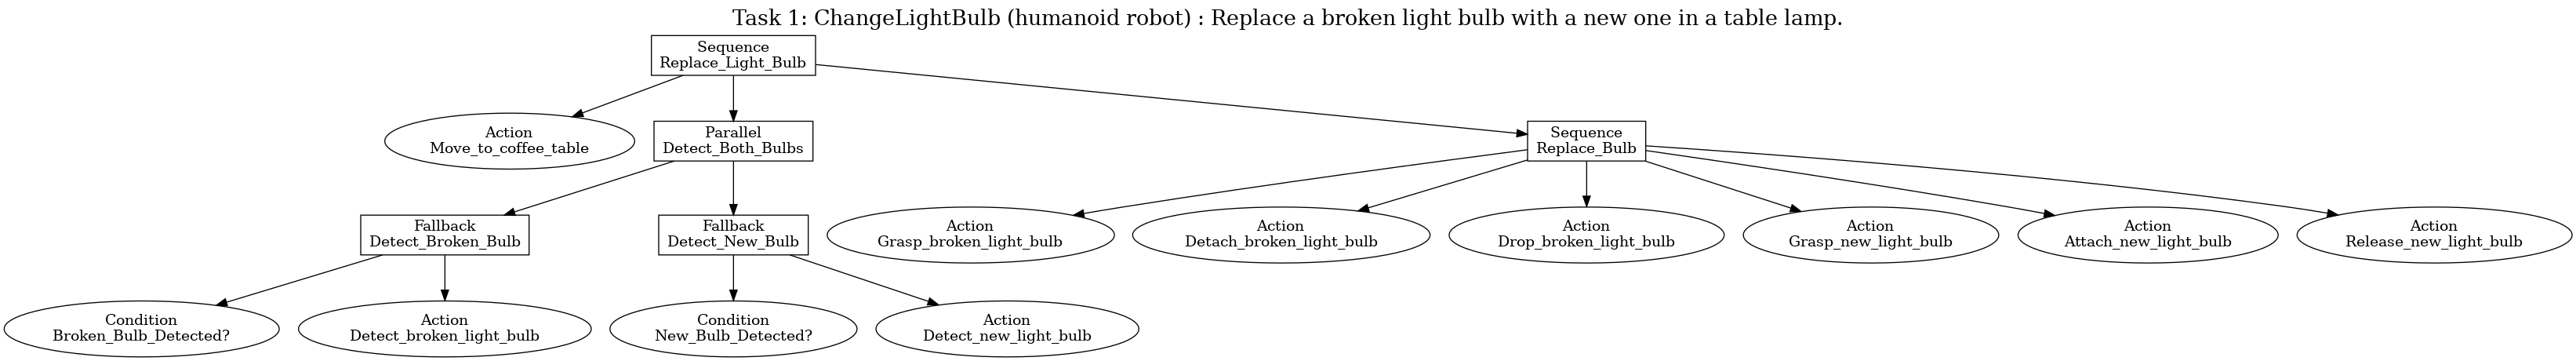 Task 1: ChangeLightBulb (humanoid robot) : Replace a broken light bulb with a new one in a table lamp.
Sequence
Replace_Light_Bulb
Action
Move_to_coffee_table
Parallel
Detect_Both_Bulbs
Sequence
Replace_Bulb
Fallback
Detect_Broken_Bulb
Fallback
Detect_New_Bulb
Action
Grasp_broken_light_bulb
Action
Detach_broken_light_bulb
Action
Drop_broken_light_bulb
Action
Grasp_new_light_bulb
Action
Attach_new_light_bulb
Action
Release_new_light_bulb
Condition
Broken_Bulb_Detected?
Action
Detect_broken_light_bulb
Condition
New_Bulb_Detected?
Action
Detect_new_light_bulb